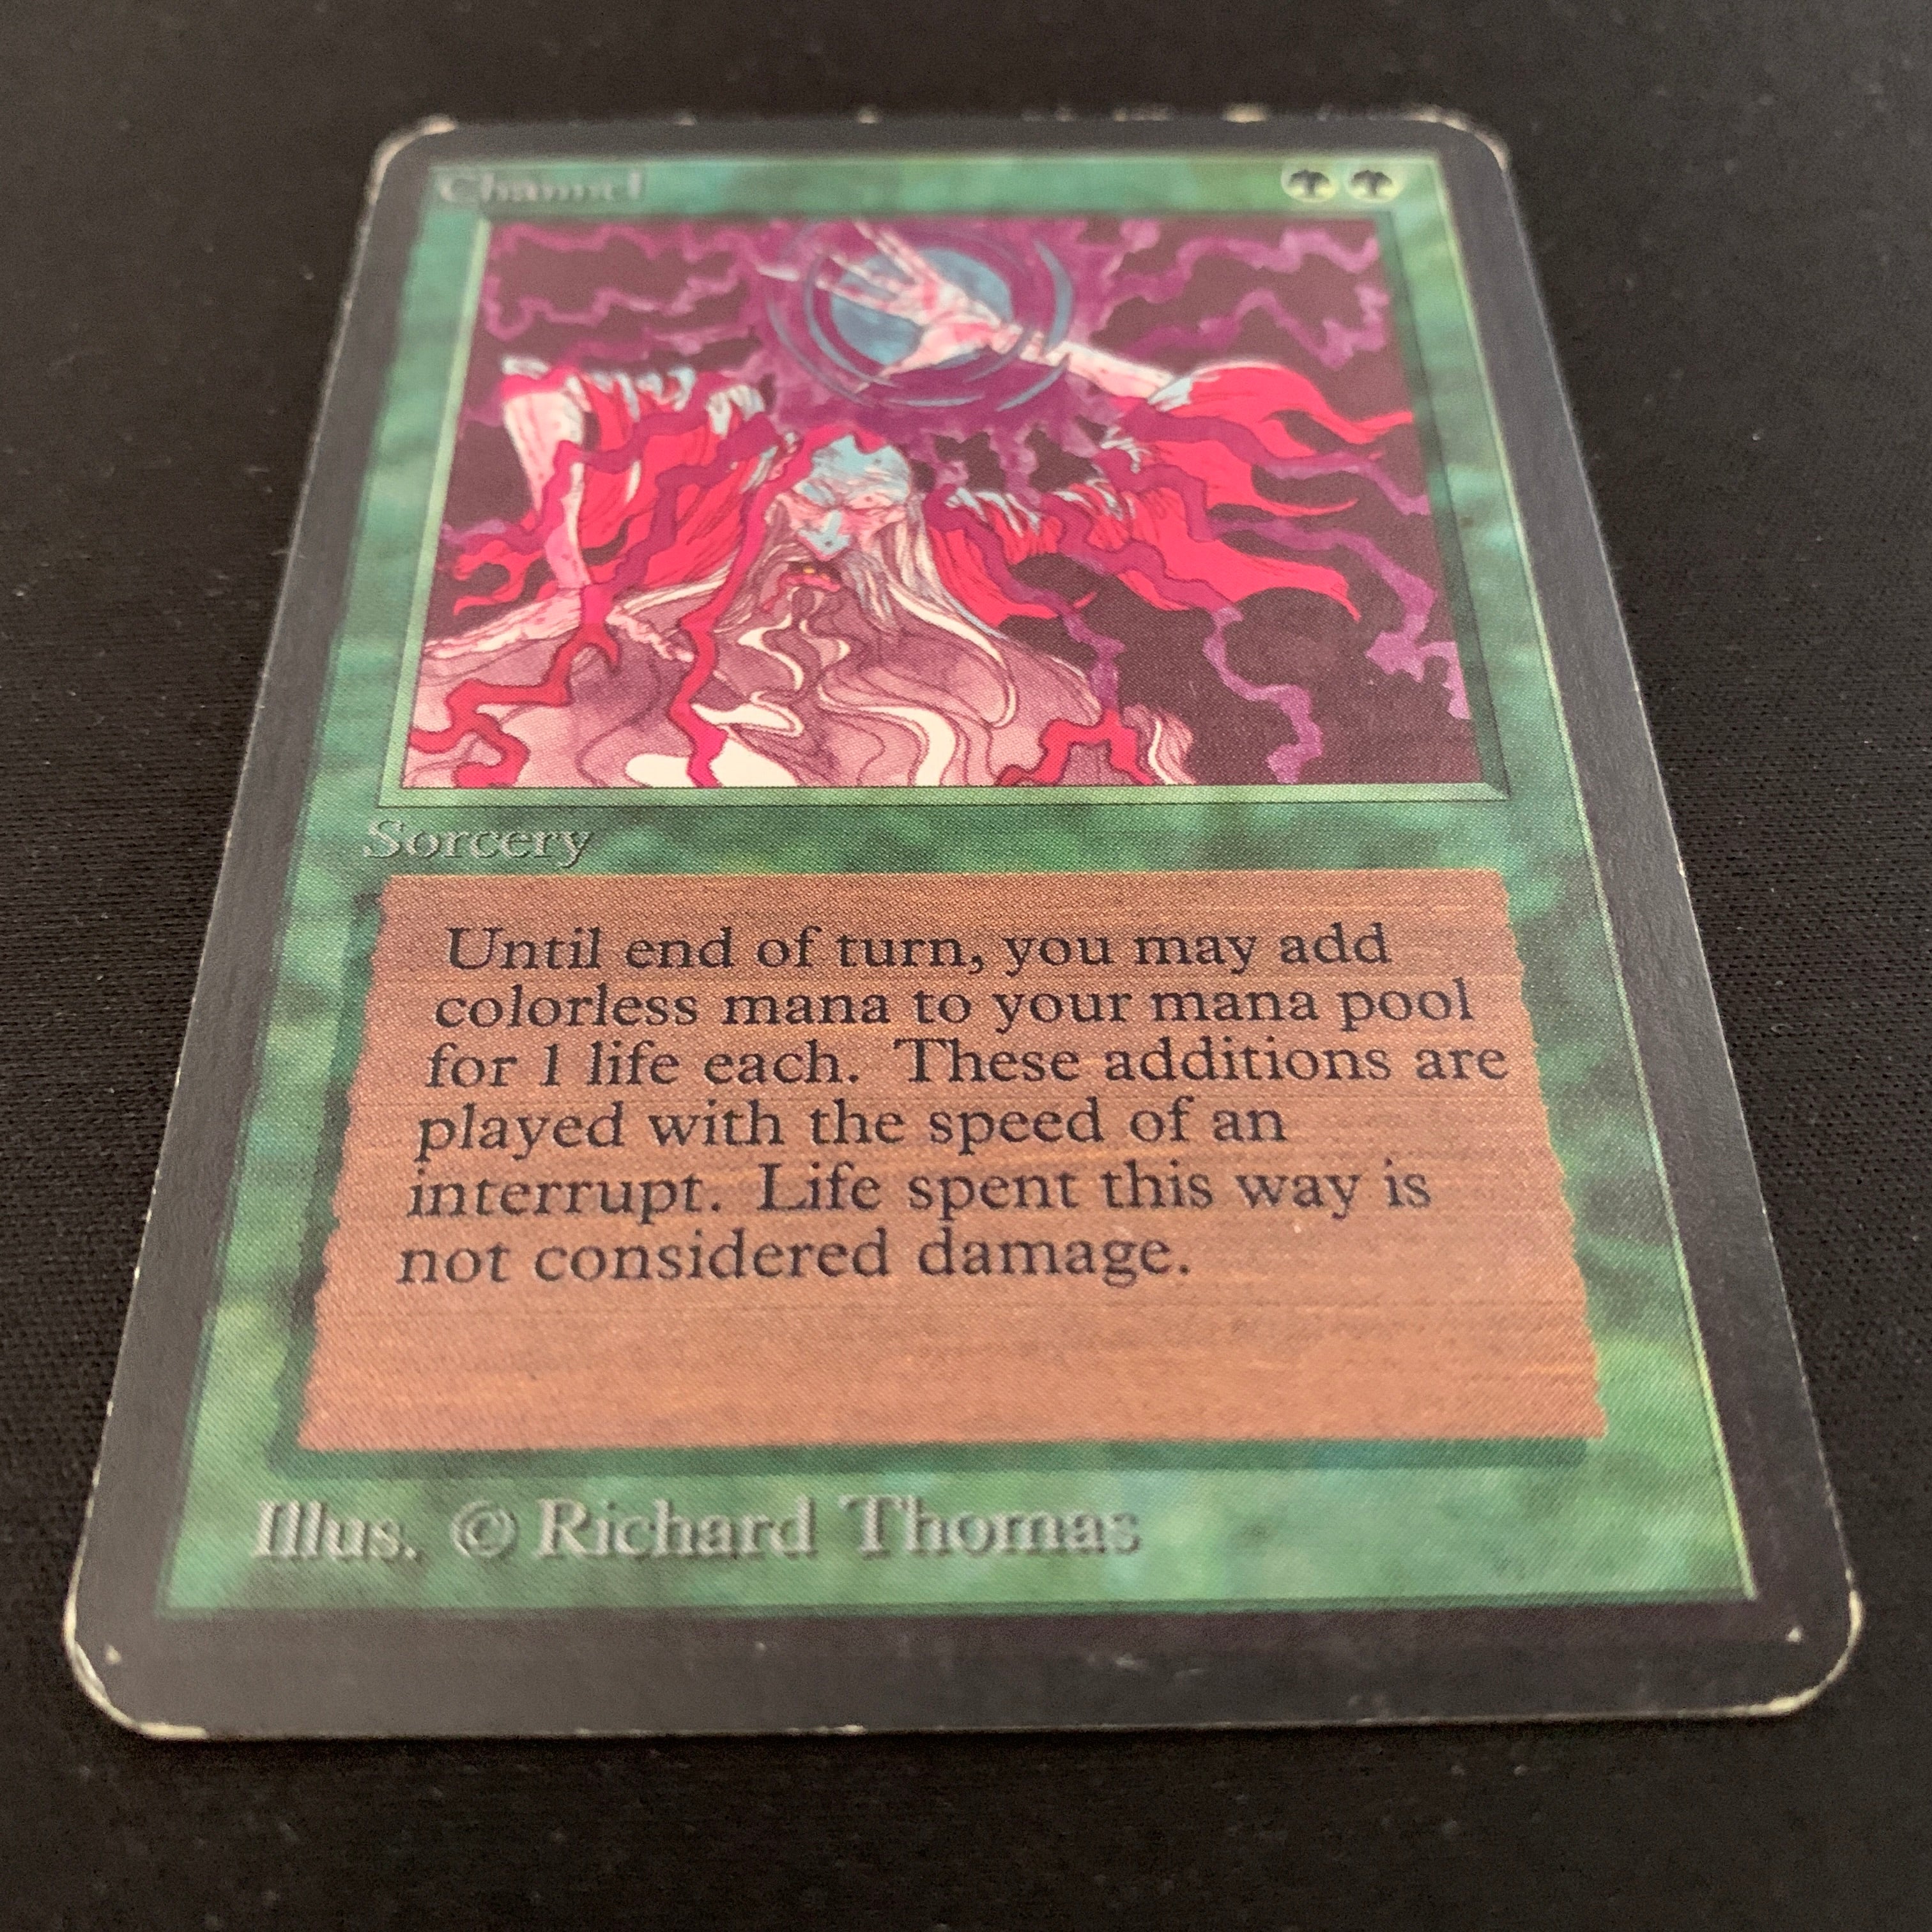 Channel
Sorcery
Until end of turn, you may add
colorless mana to your mana pool
for 1 life each. These additions are
played with the speed of an
interrupt. Life spent this way is
not considered damage.
Illus. © Richard Thomas